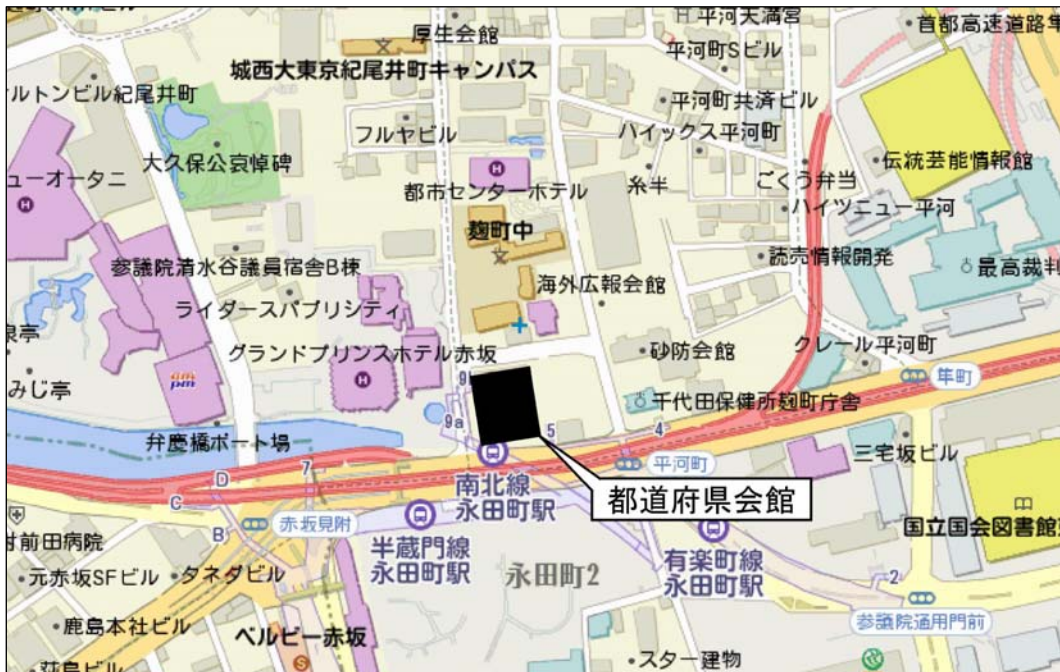 厚生会館
平河天満宮
首都高速道路
平河町Sビル
城西大東京紀尾井町キャンパス
ルトンビル紀尾井町
平河町共済ビル
フルヤビル
ハイックス平河町
大久保公哀悼碑
伝統芸能情報館
ューオータニ
都市センターホテル
糸半
ごくう弁当
ハイツニュー平河
麹町中
読売情報開発
最高裁判
参議院清水谷議員宿舎B棟
海外広報会館
ライダースパブリシティ
泉亭
グランドプリンスホテル赤坂
砂防会館
クレール平河町
みじ亭
am pm
9
隼町
千代田保健所麹町庁舎
9a
5
4
弁慶橋ボート場
三宅坂ビル
7
D
平河町
南北線
永田町駅
都道府県会館
C
赤坂見附
B
半蔵門線
永田町駅
有楽町線
永田町駅
国立国会図書館
前田病院
永田町2
元赤坂SFビル
タネダビル
2
参議院通用門前
鹿島本社ビル
ベルビー赤坂
スター建物